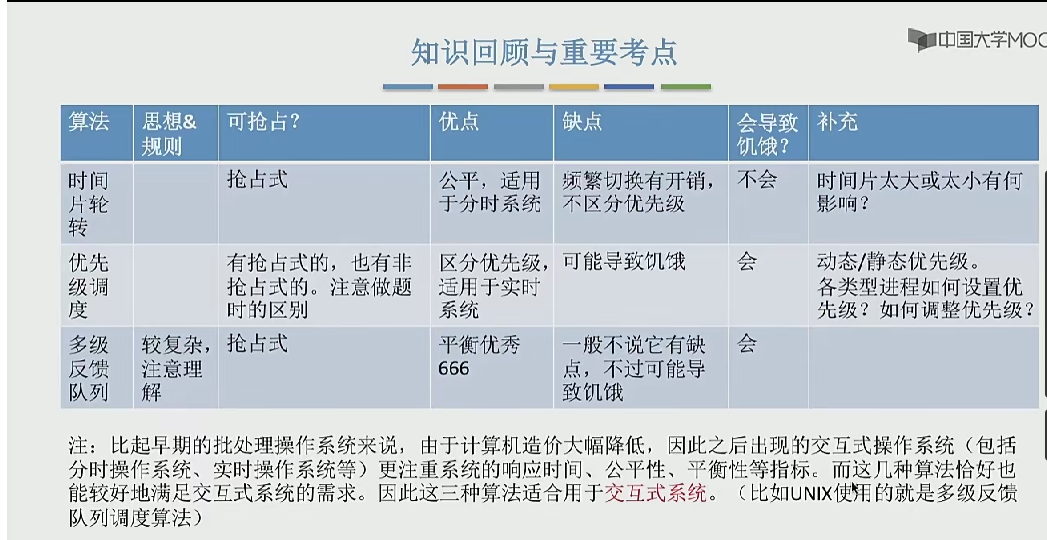 中国大学MOO
知识回顾与重要考点
算法 思想& 可抢占? 优点 缺点 会导致 补充
规则 饥饿?
时间 抢占式 公平，适用 频繁切换有开销， 不会 时间片太大或太小有何
片轮 于分时系统 不区分优先级 影响？
转
优先 有抢占式的，也有非 区分优先级， 可能导致饥饿 会 动态/静态优先级。
级调 抢占式的。注意做题 适用于实时 各类型进程如何设置优
度 时的区别 系统 先级？如何调整优先级？
多级 较复杂， 抢占式 平衡优秀 一般不说它有缺 会
反馈 注意理 666 点，不过可能导
队列 解 致饥饿
注：比起早期的批处理操作系统来说，由于计算机造价大幅降低，因此之后出现的交互式操作系统（包括
分时操作系统、实时操作系统等）更注重系统的响应时间、公平性、平衡性等指标。而这几种算法恰好也
能较好地满足交互式系统的需求。因此这三种算法适合用于交互式系统。（比如UNIX使用的就是多级反馈
队列调度算法）